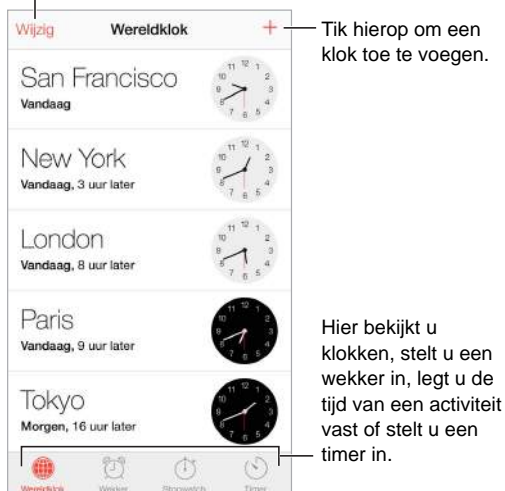 Wijzig Wereldklok +
Tik hierop om een
klok toe te voegen.
San Francisco
Vandaag
New York
Vandaag, 3 uur later
London
Vandaag, 8 uur later
Paris
Vandaag, 9 uur later
Tokyo
Morgen, 16 uur later
Hier bekijkt u
klokken, stelt u een
wekker in, legt u de
tijd van een activiteit
vast of stelt u een
timer in.
Wereldklok Wekker Stopwatch Timer